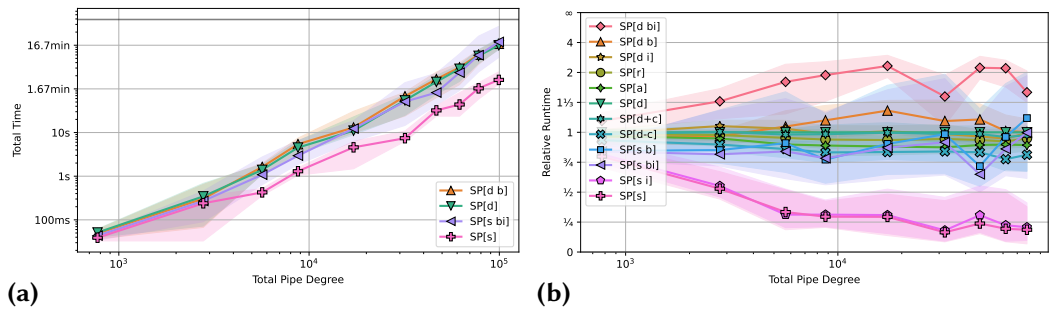 16.7min
1.67min
10s
1s
100ms
Total Time
10³
10⁴
10⁵
Total Pipe Degree
SP[d b]
SP[d]
SP[s bi]
SP[s]
(a)
∞
4
2
1⅓
1
¾
½
¼
0
Relative Runtime
10³
10⁴
Total Pipe Degree
SP[d bi]
SP[d b]
SP[d i]
SP[r]
SP[a]
SP[d]
SP[d+c]
SP[d-c]
SP[s b]
SP[s bi]
SP[s i]
SP[s]
(b)